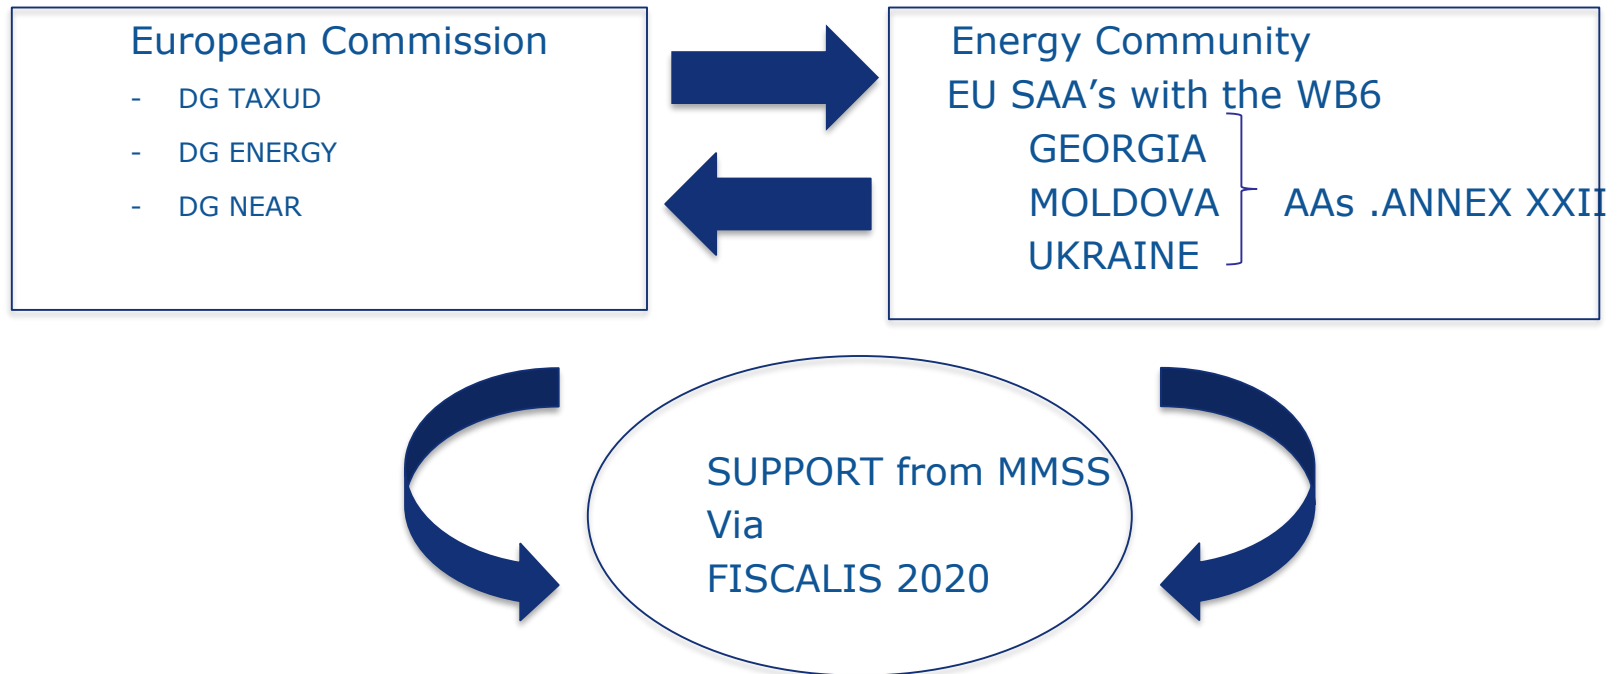 European Commission
- DG TAXUD
- DG ENERGY
- DG NEAR
Energy Community
EU SAA’s with the WB6
GEORGIA
MOLDOVA
UKRAINE
AAs .ANNEX XXII
SUPPORT from MMSS
Via
FISCALIS 2020